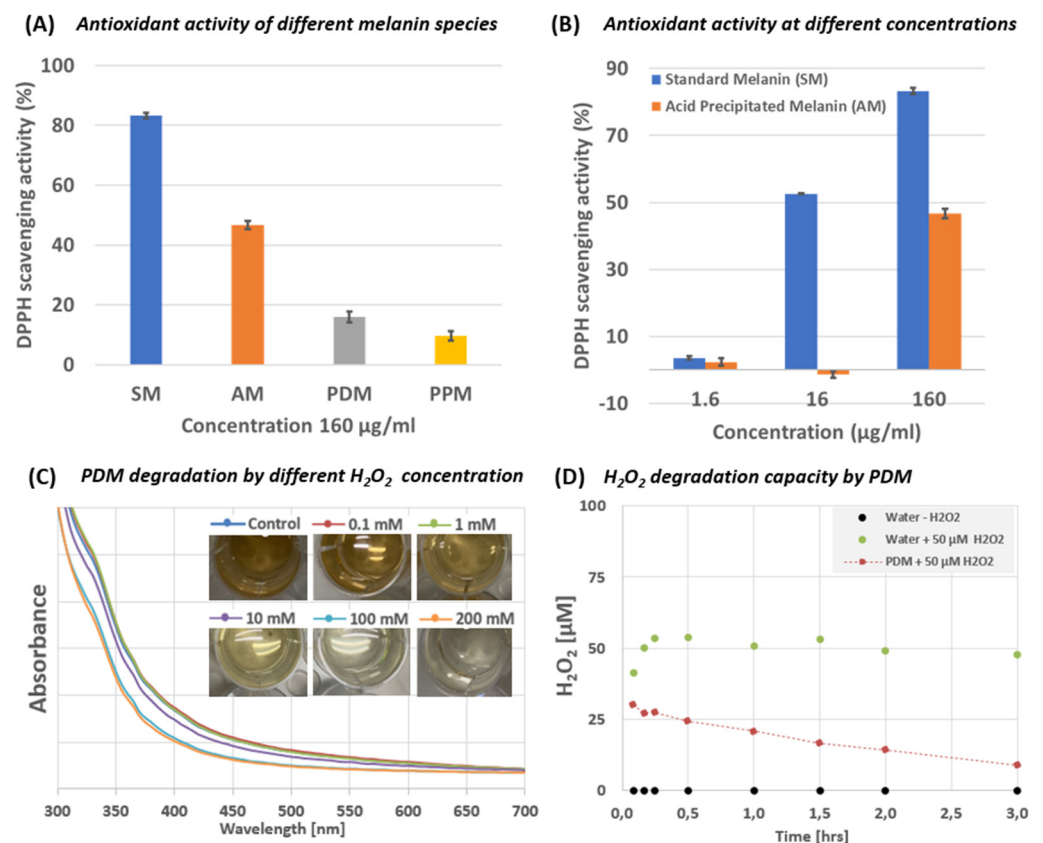 (A) Antioxidant activity of different melanin species
DPPH scavenging activity (%)
100
80
60
40
20
0
SM AM PDM PPM
Concentration 160 µg/ml
(B) Antioxidant activity at different concentrations
DPPH scavenging activity (%)
Standard Melanin (SM)
Acid Precipitated Melanin (AM)
90
70
50
30
10
-10
1.6 16 160
Concentration (µg/ml)
(C) PDM degradation by different H₂O₂ concentration
Absorbance
Control 0.1 mM 1 mM
10 mM 100 mM 200 mM
300 350 400 450 500 550 600 650 700
Wavelength [nm]
(D) H₂O₂ degradation capacity by PDM
H₂O₂ [µM]
Water - H2O2
Water + 50 µM H2O2
PDM + 50 µM H2O2
100
75
50
25
0
0,0 0,5 1,0 1,5 2,0 2,5 3,0
Time [hrs]